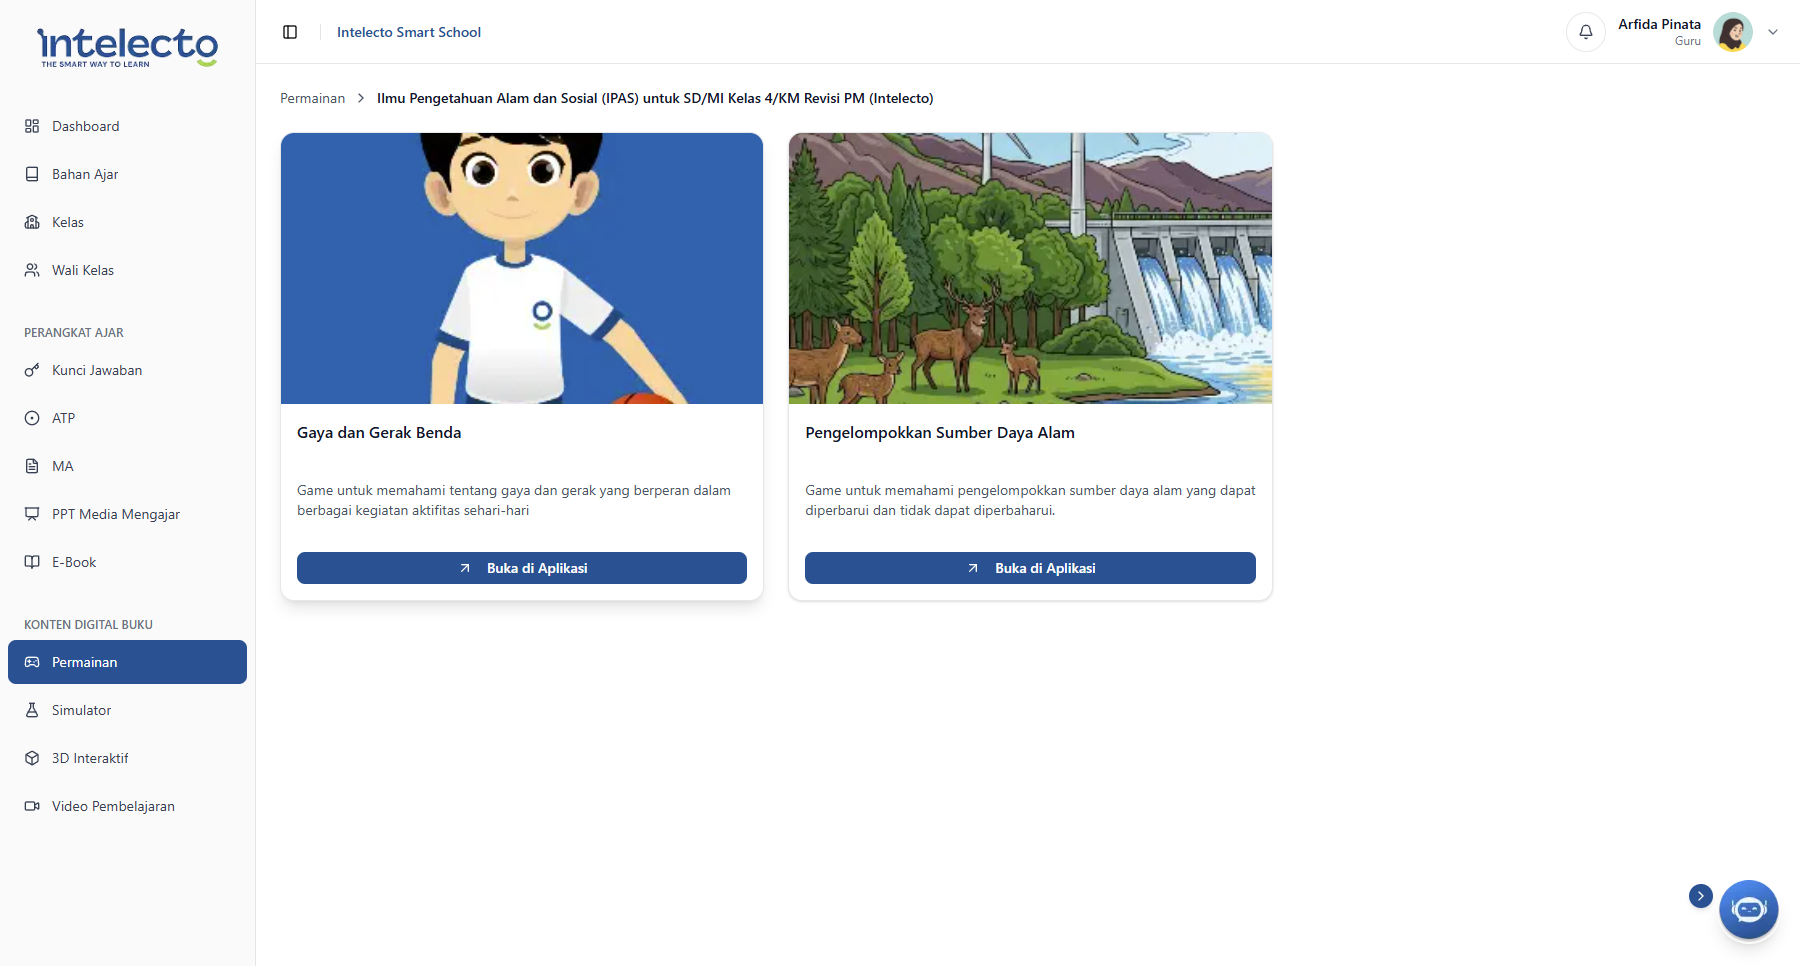 intelecto
THE SMART WAY TO LEARN
Dashboard
Bahan Ajar
Kelas
Wali Kelas
PERANGKAT AJAR
Kunci Jawaban
ATP
MA
PPT Media Mengajar
E-Book
KONTEN DIGITAL BUKU
Permainan
Simulator
3D Interaktif
Video Pembelajaran
Intelecto Smart School
Arfida Pinata
Guru
Permainan > Ilmu Pengetahuan Alam dan Sosial (IPAS) untuk SD/MI Kelas 4/KM Revisi PM (Intelecto)
Gaya dan Gerak Benda
Game untuk memahami tentang gaya dan gerak yang berperan dalam
berbagai kegiatan aktifitas sehari-hari
Buka di Aplikasi
Pengelompokkan Sumber Daya Alam
Game untuk memahami pengelompokkan sumber daya alam yang dapat
diperbarui dan tidak dapat diperbaharui.
Buka di Aplikasi